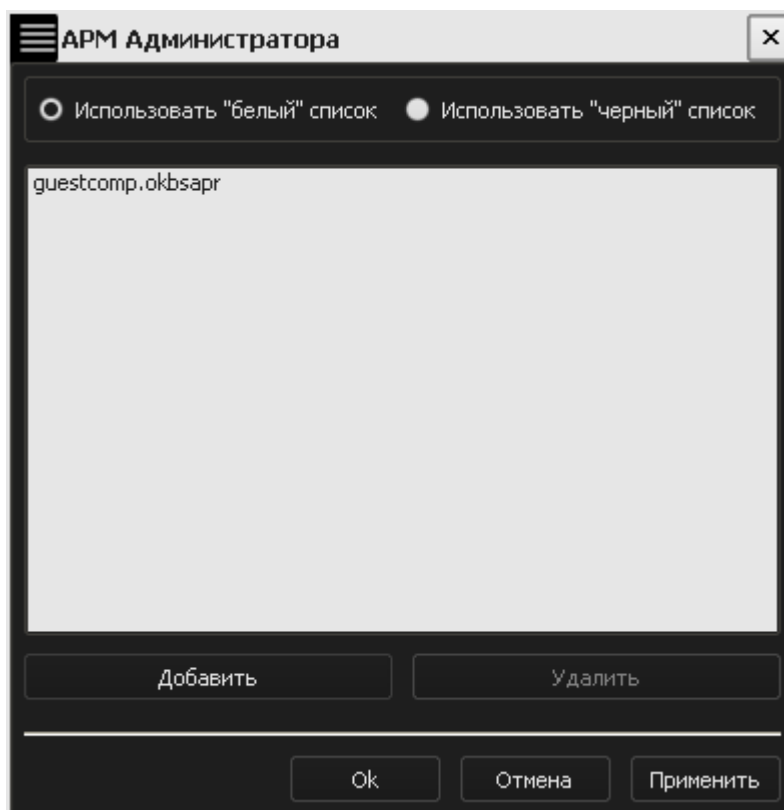 АРМ Администратора
Использовать "белый" список Использовать "черный" список
guestcomp.okbsapr
Добавить Удалить
Ok Отмена Применить